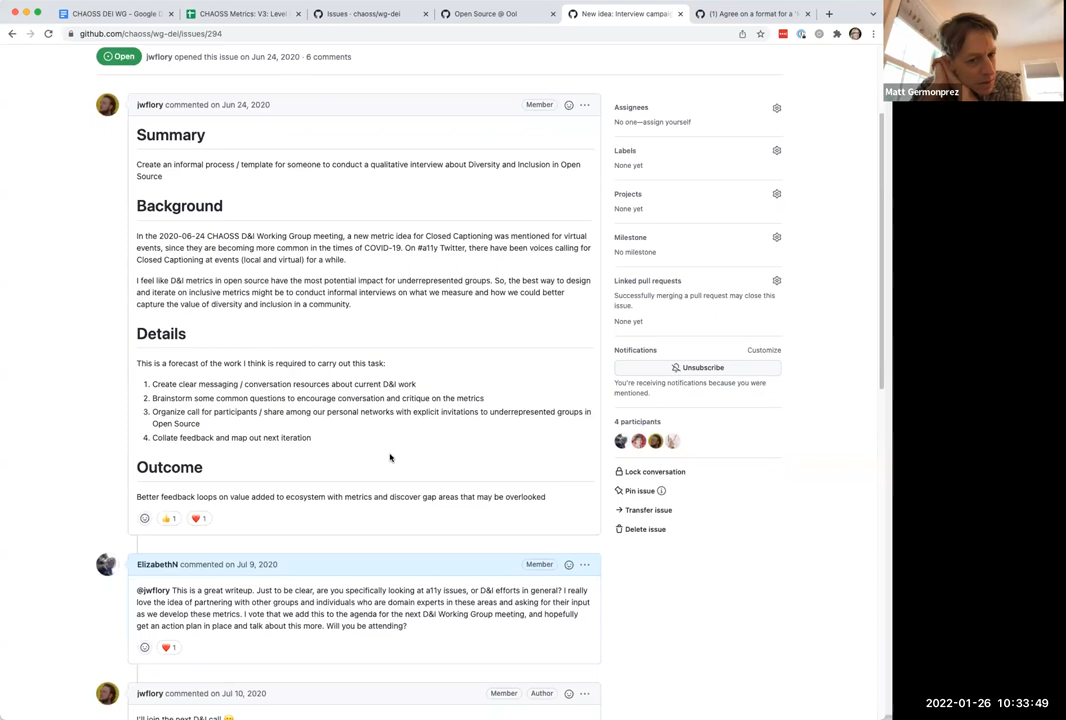 CHAOSS DEI WG - Google D
CHAOSS Metrics: V3: Level
Issues · chaoss/wg-dei
Open Source @ Ool
New idea: Interview campai
(1) Agree on a format for a "
github.com/chaoss/wg-dei/issues/294
Matt Germonprez
Open
jwflory opened this issue on Jun 24, 2020 · 6 comments
jwflory commented on Jun 24, 2020
Member
Summary
Create an informal process / template for someone to conduct a qualitative interview about Diversity and Inclusion in Open
Source
Background
In the 2020-06-24 CHAOSS D&I Working Group meeting, a new metric idea for Closed Captioning was mentioned for virtual
events, since they are becoming more common in the times of COVID-19. On #a11y Twitter, there have been voices calling for
Closed Captioning at events (local and virtual) for a while.
I feel like D&I metrics in open source have the most potential impact for underrepresented groups. So, the best way to design
and iterate on inclusive metrics might be to conduct informal interviews on what we measure and how we could better
capture the value of diversity and inclusion in a community.
Details
This is a forecast of the work I think is required to carry out this task:
1. Create clear messaging / conversation resources about current D&I work
2. Brainstorm some common questions to encourage conversation and critique on the metrics
3. Organize call for participants / share among our personal networks with explicit invitations to underrepresented groups in
Open Source
4. Collate feedback and map out next iteration
Outcome
Better feedback loops on value added to ecosystem with metrics and discover gap areas that may be overlooked
1
1
ElizabethN commented on Jul 9, 2020
Member
@jwflory This is a great writeup. Just to be clear, are you specifically looking at a11y issues, or D&I efforts in general? I really
love the idea of partnering with other groups and individuals who are domain experts in these areas and asking for their input
as we develop these metrics. I vote that we add this to the agenda for the next D&I Working Group meeting, and hopefully
get an action plan in place and talk about this more. Will you be attending?
1
jwflory commented on Jul 10, 2020
Member
Author
I'll join the next D&I call
Assignees
No one—assign yourself
Labels
None yet
Projects
None yet
Milestone
No milestone
Linked pull requests
Successfully merging a pull request may close this
issue.
None yet
Notifications
Customize
Unsubscribe
You're receiving notifications because you were
mentioned.
4 participants
Lock conversation
Pin issue
Transfer issue
Delete issue
2022-01-26 10:33:49